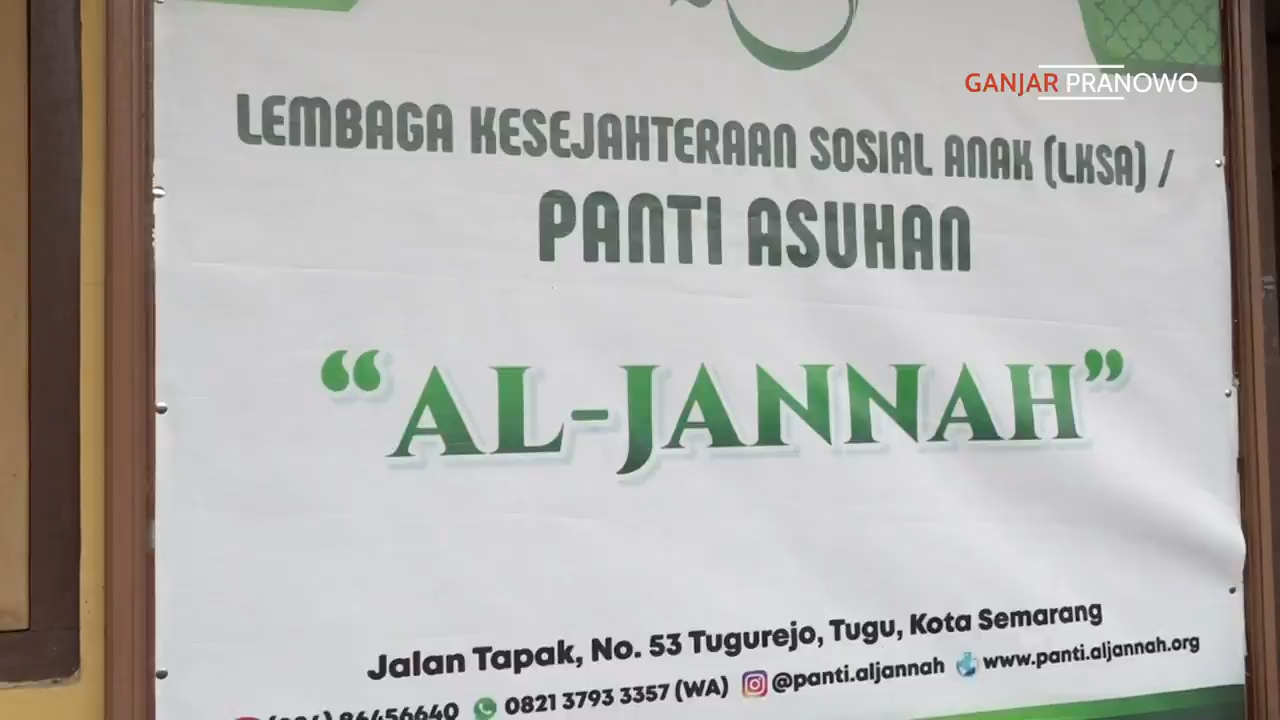 GANJAR PRANOWO
LEMBAGA KESEJAHTERAAN SOSIAL ANAK (LKSA) /
PANTI ASUHAN
“AL-JANNAH”
Jalan Tapak, No. 53 Tugurejo, Tugu, Kota Semarang
86456640 0821 3793 3357 (WA) @panti.aljannah www.panti.aljannah.org